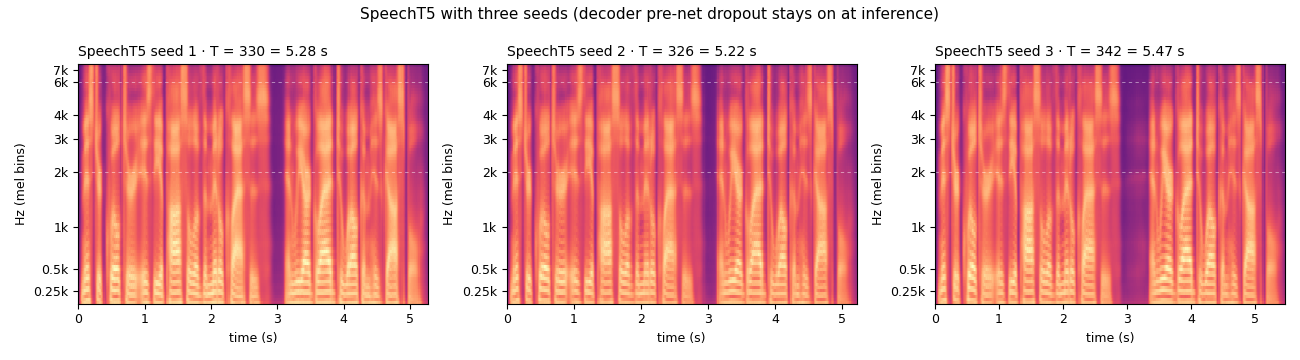 SpeechT5 with three seeds (decoder pre-net dropout stays on at inference)
SpeechT5 seed 1 · T = 330 = 5.28 s
7k
6k
4k
3k
2k
1k
0.5k
0.25k
Hz (mel bins)
0 1 2 3 4 5
time (s)
SpeechT5 seed 2 · T = 326 = 5.22 s
7k
6k
4k
3k
2k
1k
0.5k
0.25k
Hz (mel bins)
0 1 2 3 4 5
time (s)
SpeechT5 seed 3 · T = 342 = 5.47 s
7k
6k
4k
3k
2k
1k
0.5k
0.25k
Hz (mel bins)
0 1 2 3 4 5
time (s)